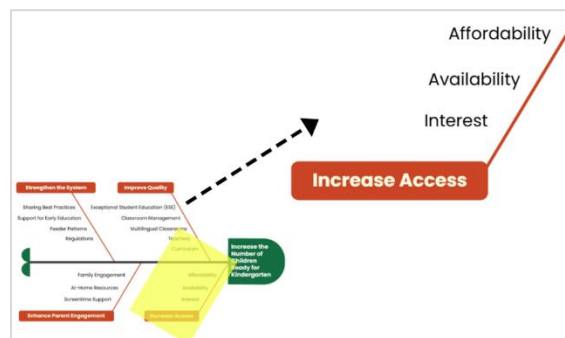 Affordability
Availability
Interest
Increase Access
Strengthen the System
Improve Quality
Sharing Best Practices
Support for Early Education
Feeder Patterns
Regulations
Exceptional Student Education (ESE)
Classroom Management
Multilingual Classrooms
Teachers
Curriculum
Increase the
Number of
Children
Ready for
Kindergarten
Family Engagement
At-Home Resources
Screentime Support
Affordability
Availability
Interest
Enhance Parent Engagement
Increase Access